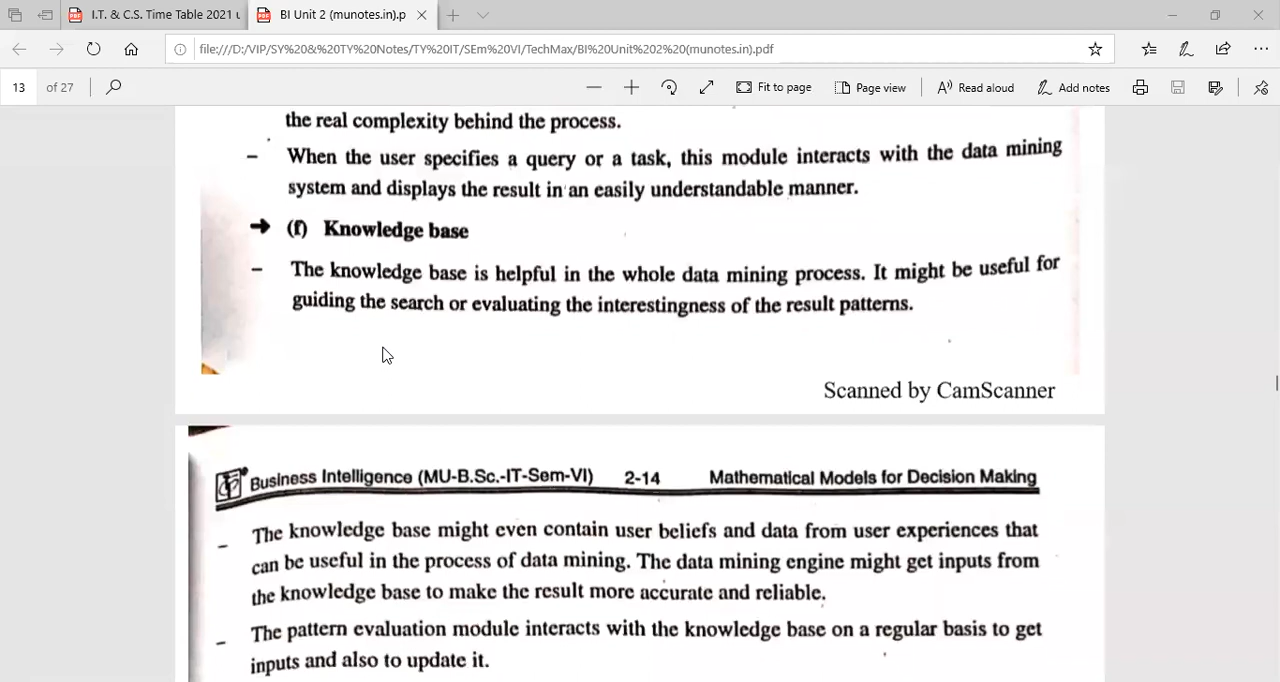 I.T. & C.S. Time Table 2021 u
BI Unit 2 (munotes.in).p
file:///D:/VIP/SY%20&%20TY%20Notes/TY%20IT/SEm%20VI/TechMax/BI%20Unit%202%20(munotes.in).pdf
13 of 27
Fit to page
Page view
Read aloud
Add notes
the real complexity behind the process.
– When the user specifies a query or a task, this module interacts with the data mining
system and displays the result in an easily understandable manner.
→ (f) Knowledge base
– The knowledge base is helpful in the whole data mining process. It might be useful for
guiding the search or evaluating the interestingness of the result patterns.
Scanned by CamScanner
Business Intelligence (MU-B.Sc.-IT-Sem-VI) 2-14 Mathematical Models for Decision Making
– The knowledge base might even contain user beliefs and data from user experiences that
can be useful in the process of data mining. The data mining engine might get inputs from
the knowledge base to make the result more accurate and reliable.
– The pattern evaluation module interacts with the knowledge base on a regular basis to get
inputs and also to update it.